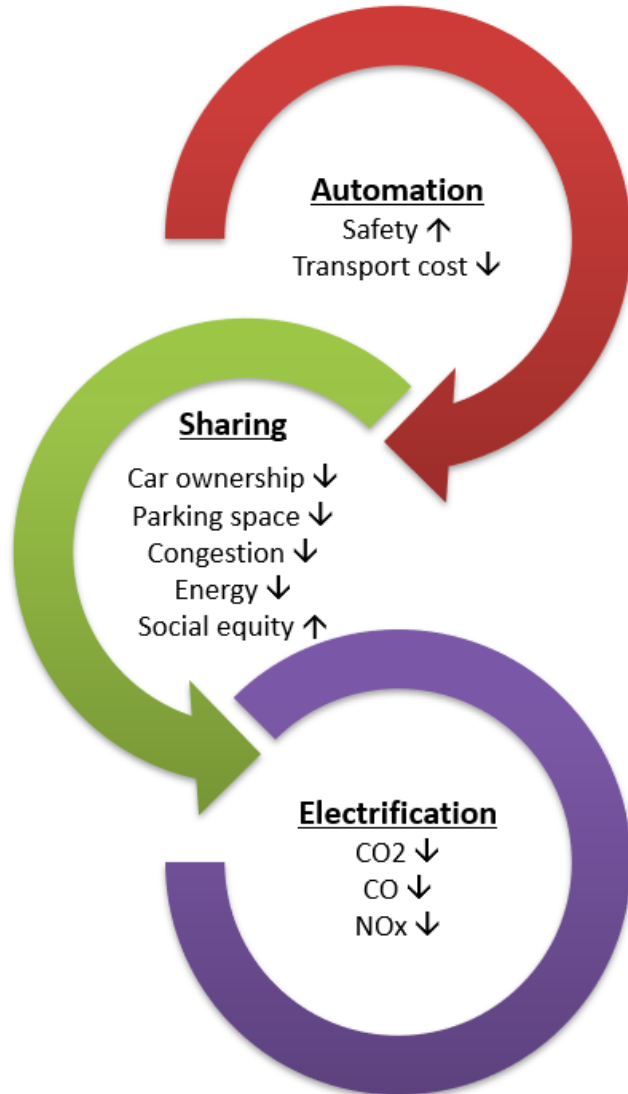 Automation
Safety ↑
Transport cost ↓
Sharing
Car ownership ↓
Parking space ↓
Congestion ↓
Energy ↓
Social equity ↑
Electrification
CO2 ↓
CO ↓
NOx ↓